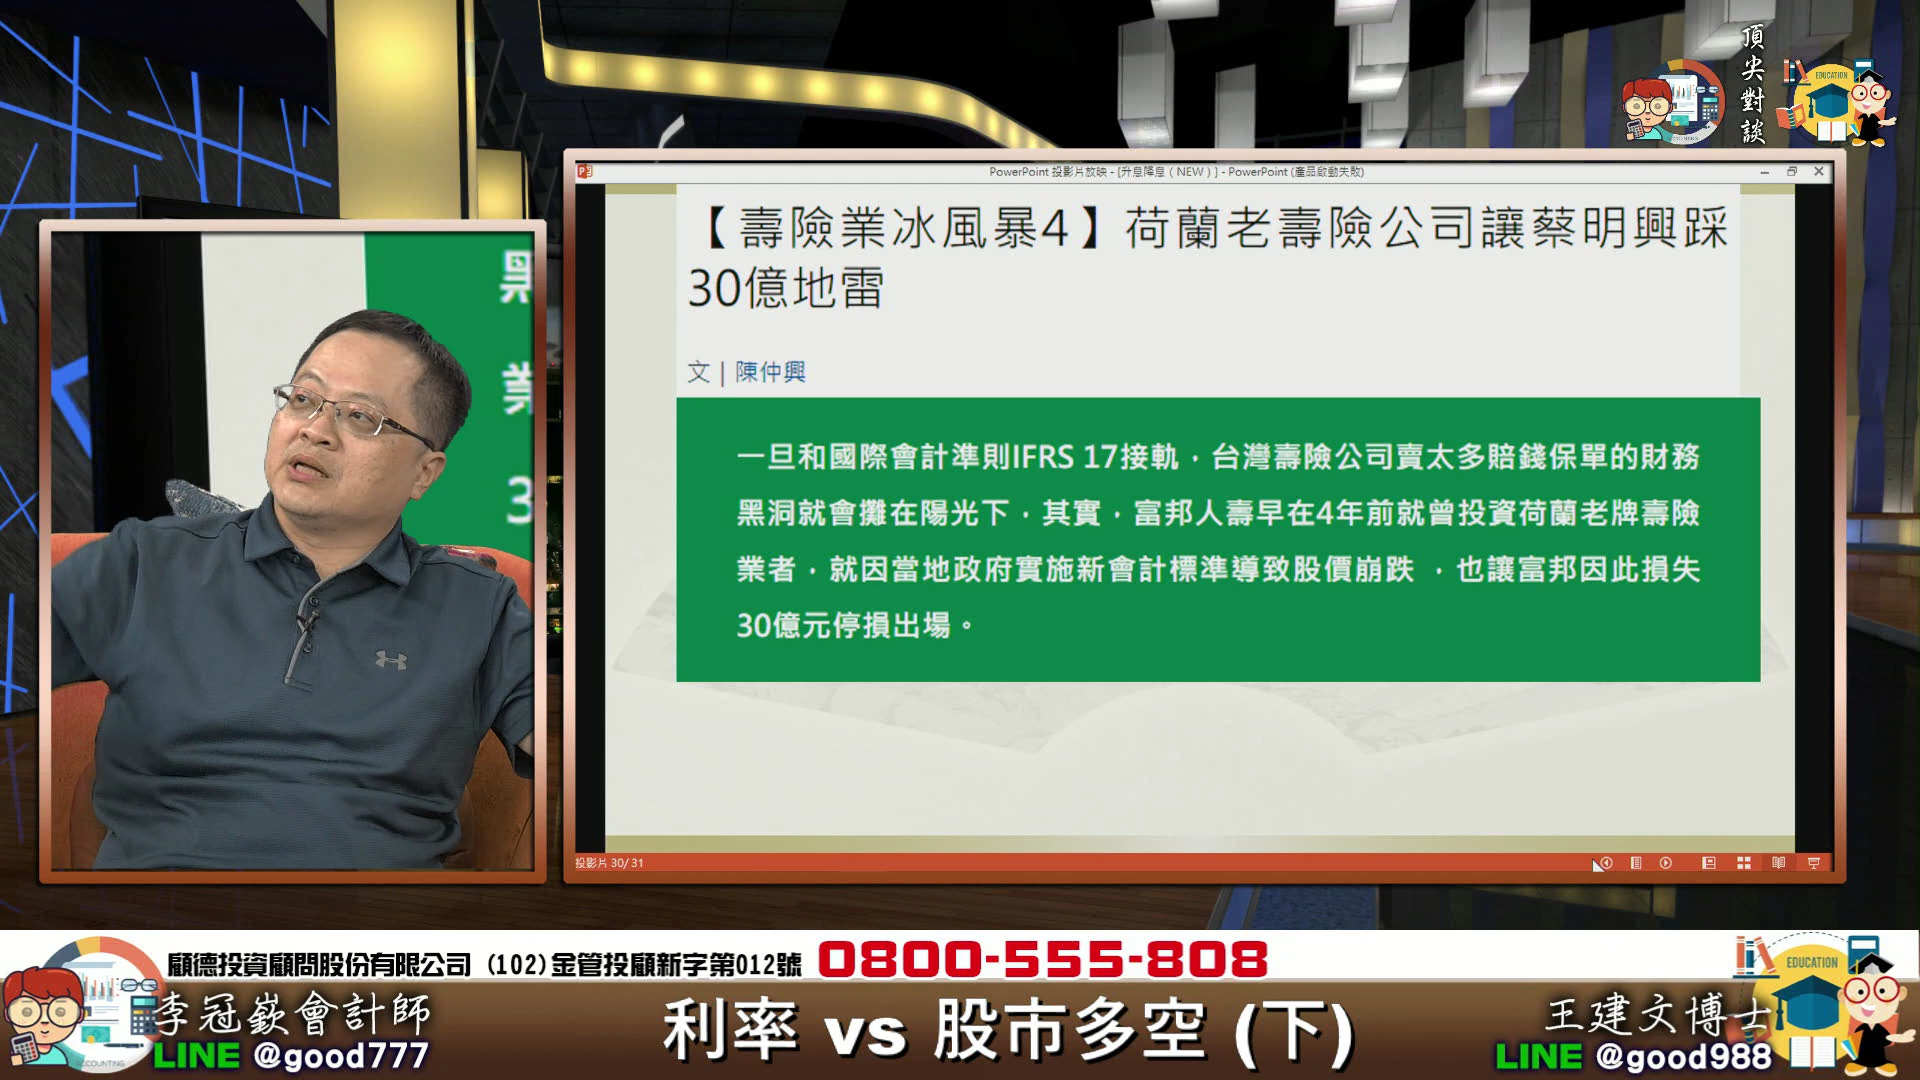 頂尖對談
EDUCATION
PowerPoint 投影片放映 - [升息降息（NEW）] - PowerPoint (產品啟動失敗)
【壽險業冰風暴4】荷蘭老壽險公司讓蔡明興踩
30億地雷
文 | 陳仲興
一旦和國際會計準則IFRS 17接軌，台灣壽險公司賣太多賠錢保單的財務
黑洞就會攤在陽光下，其實，富邦人壽早在4年前就曾投資荷蘭老牌壽險
業者，就因當地政府實施新會計標準導致股價崩跌 ，也讓富邦因此損失
30億元停損出場。
投影片 30/ 31
業
3
顧德投資顧問股份有限公司 (102)金管投顧新字第012號 0800-555-808
李冠嶔會計師
LINE @good777
ACCOUNTING
利率 vs 股市多空 (下)
王建文博士
LINE @good988
EDUCATION